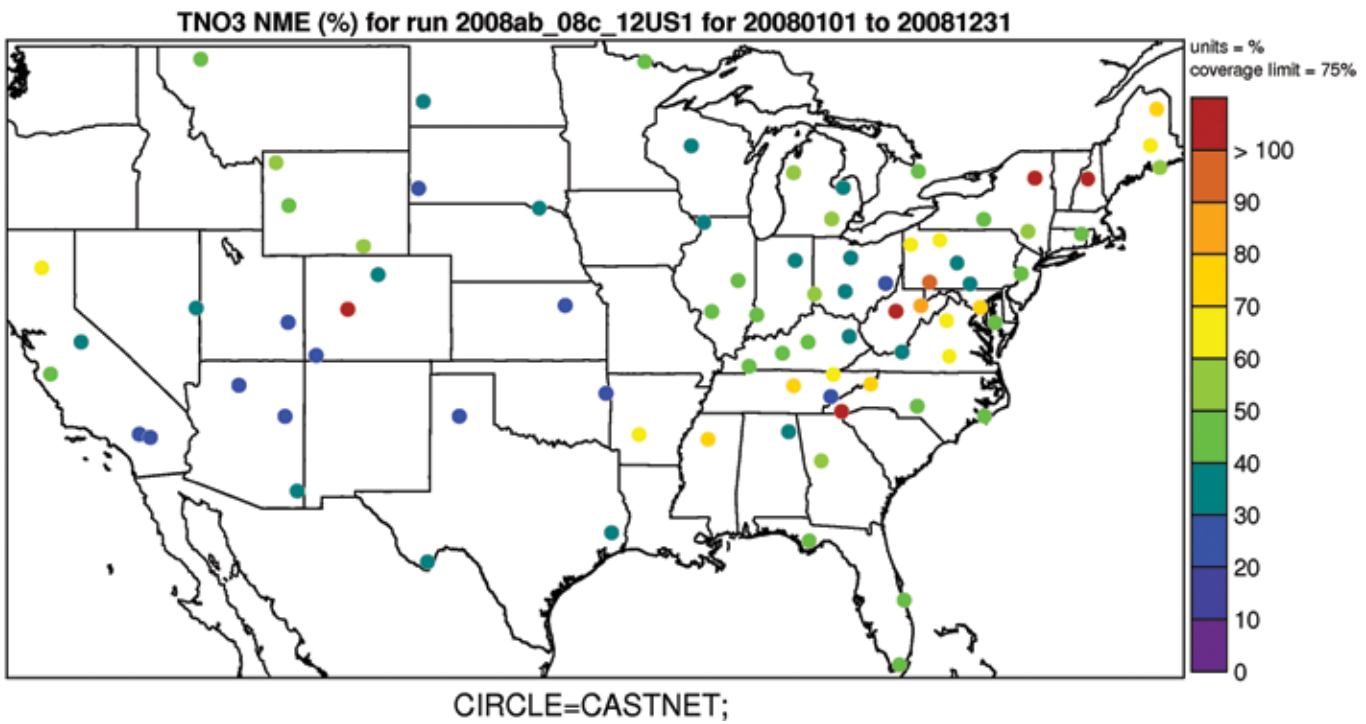 TNO3 NME (%) for run 2008ab_08c_12US1 for 20080101 to 20081231
units = %
coverage limit = 75%
> 100
90
80
70
60
50
40
30
20
10
0
CIRCLE=CASTNET;